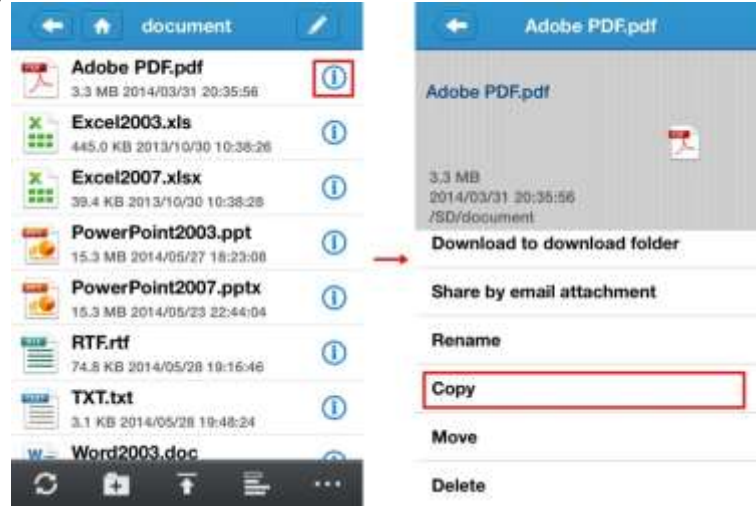 document
Adobe PDF.pdf
3.3 MB 2014/03/31 20:35:56
Excel2003.xls
445.0 KB 2013/10/30 10:38:26
Excel2007.xlsx
39.4 KB 2013/10/30 10:38:28
PowerPoint2003.ppt
15.3 MB 2014/05/27 18:23:08
PowerPoint2007.pptx
15.3 MB 2014/05/23 22:44:04
RTF.rtf
74.8 KB 2014/05/28 19:16:46
TXT.txt
3.1 KB 2014/05/28 19:48:24
Word2003.doc
Adobe PDF.pdf
Adobe PDF.pdf
3.3 MB
2014/03/31 20:35:56
/SD/document
Download to download folder
Share by email attachment
Rename
Copy
Move
Delete